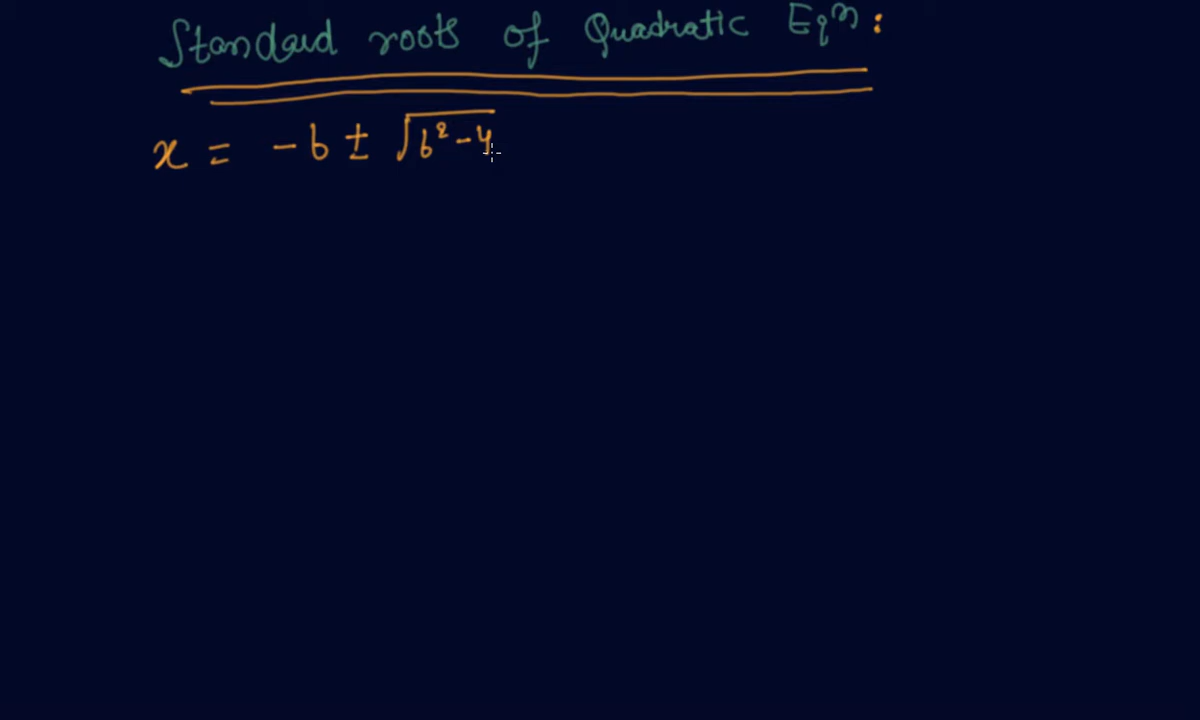 Standard roots of Quadratic Eqn :
x = - b ± √b² - 4